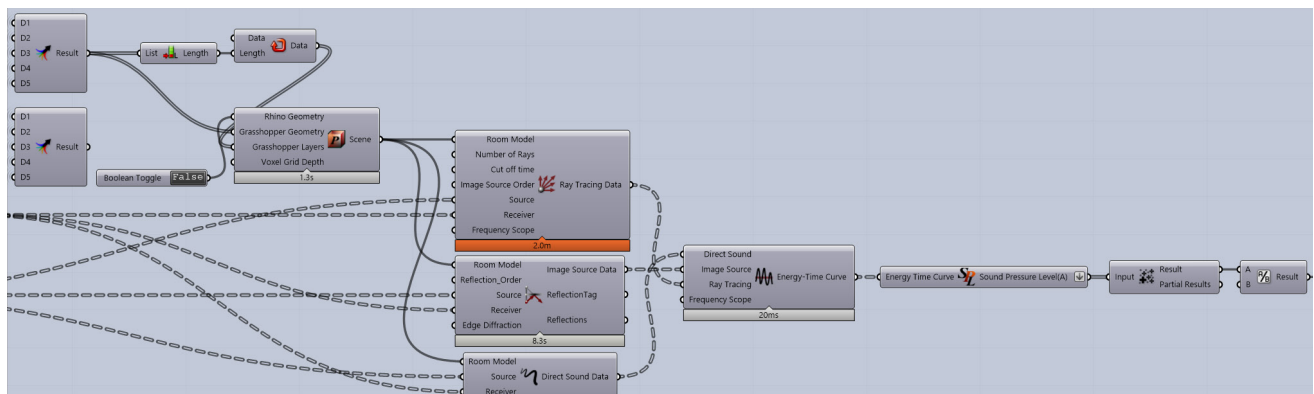 D1
D2
D3 Result
D4
D5
List Length
Data
Length Data
D1
D2
D3 Result
D4
D5
Boolean Toggle False
Rhino Geometry
Grasshopper Geometry
Grasshopper Layers
Voxel Grid Depth
Scene
1.3s
Room Model
Number of Rays
Cut off time
Image Source Order
Source
Receiver
Frequency Scope
Ray Tracing Data
2.0m
Room Model
Reflection_Order
Source
Receiver
Edge Diffraction
Image Source Data
ReflectionTag
Reflections
8.3s
Room Model
Source
Receiver
Direct Sound Data
Direct Sound
Image Source
Ray Tracing
Frequency Scope
Energy-Time Curve
20ms
Energy Time Curve SPL Sound Pressure Level(A)
Input
Result
Partial Results
A
B
A/B
Result